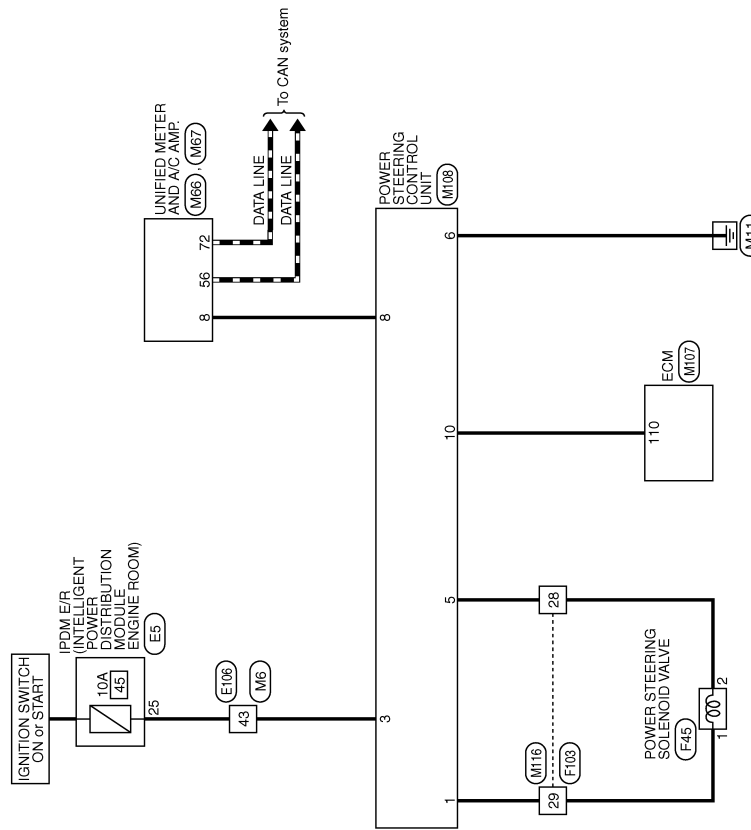 IGNITION SWITCH
ON or START
IPDM E/R
(INTELLIGENT
POWER
DISTRIBUTION
MODULE
ENGINE ROOM)
E5
10A
45
25
E106
43
M6
3
UNIFIED METER
AND A/C AMP.
M66 , M67
8
56
72
DATA LINE
DATA LINE
To CAN system
8
POWER
STEERING
CONTROL
UNIT
M108
1
5
10
6
M116
29
F103
28
POWER STEERING
SOLENOID VALVE
F45
1
2
110
ECM
M107
M11